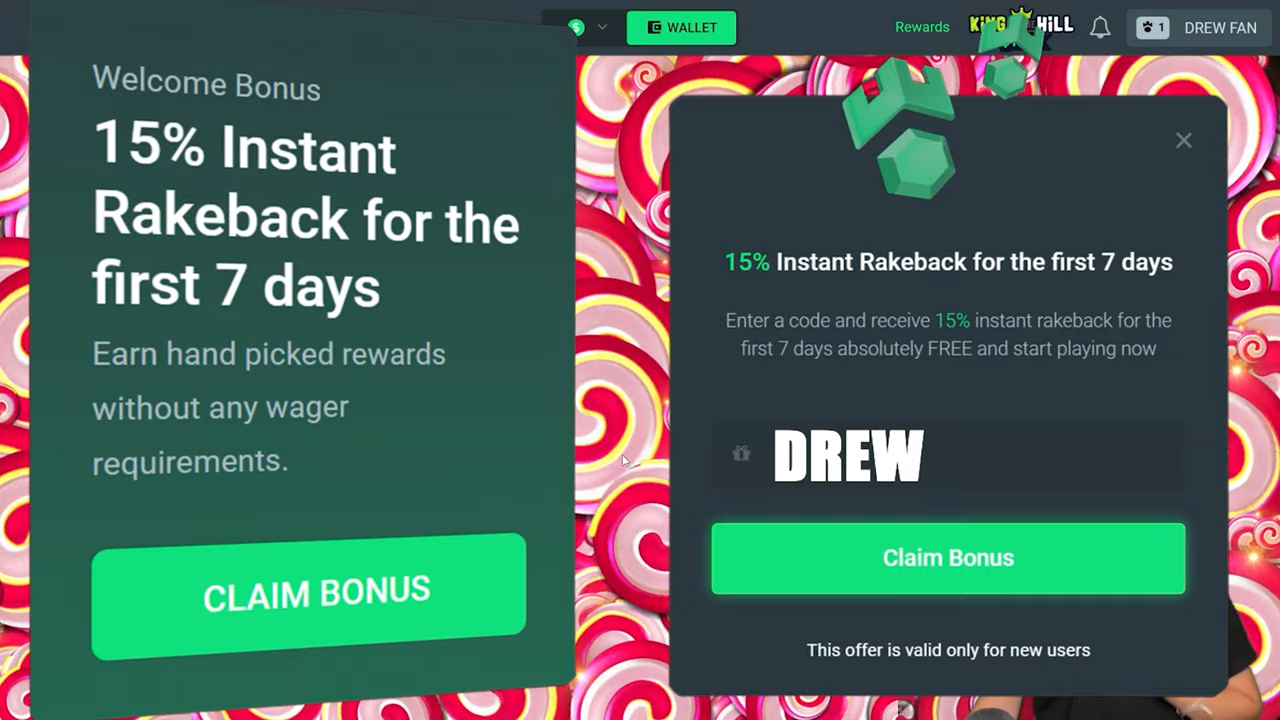 WALLET
Rewards
KING HILL
1
DREW FAN
Welcome Bonus
15% Instant
Rakeback for the
first 7 days
Earn hand picked rewards
without any wager
requirements.
CLAIM BONUS
15% Instant Rakeback for the first 7 days
Enter a code and receive 15% instant rakeback for the
first 7 days absolutely FREE and start playing now
DREW
Claim Bonus
This offer is valid only for new users